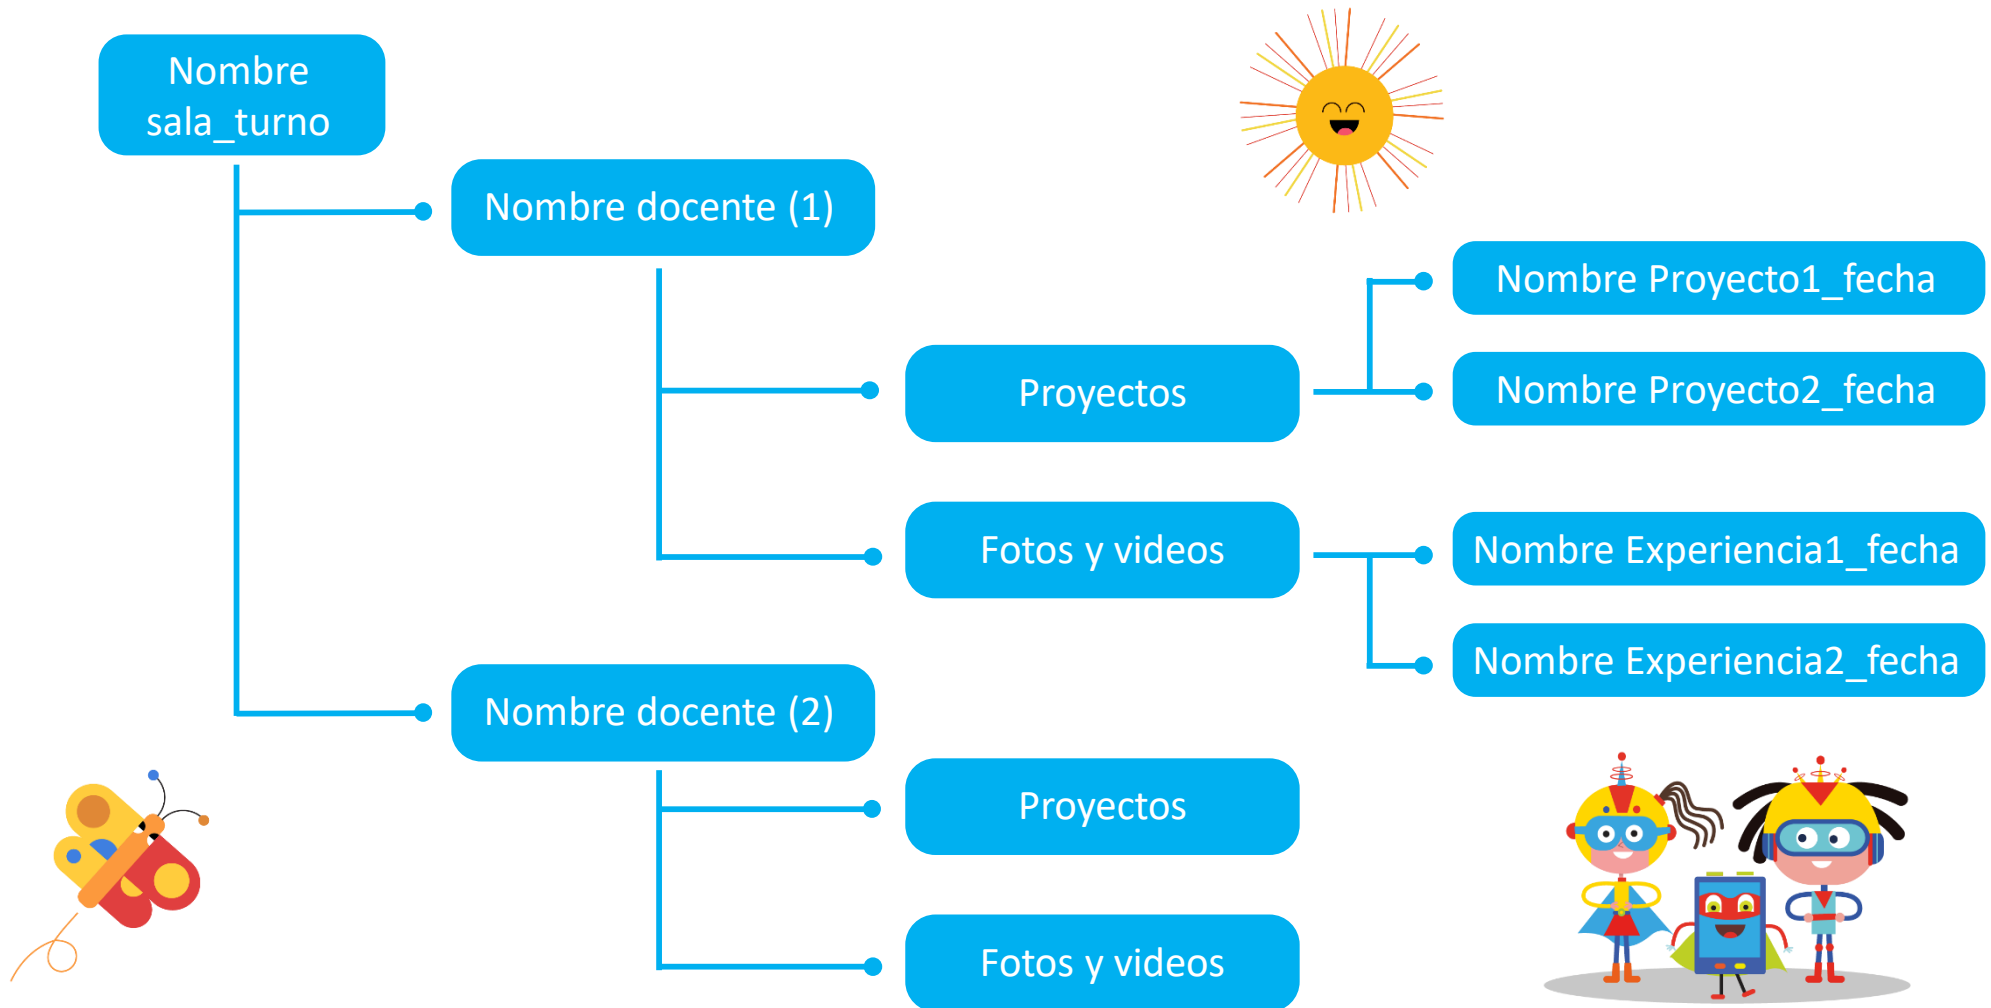 Nombre
sala_turno
Nombre docente (1)
Nombre Proyecto1_fecha
Proyectos
Nombre Proyecto2_fecha
Fotos y videos
Nombre Experiencia1_fecha
Nombre Experiencia2_fecha
Nombre docente (2)
Proyectos
Fotos y videos